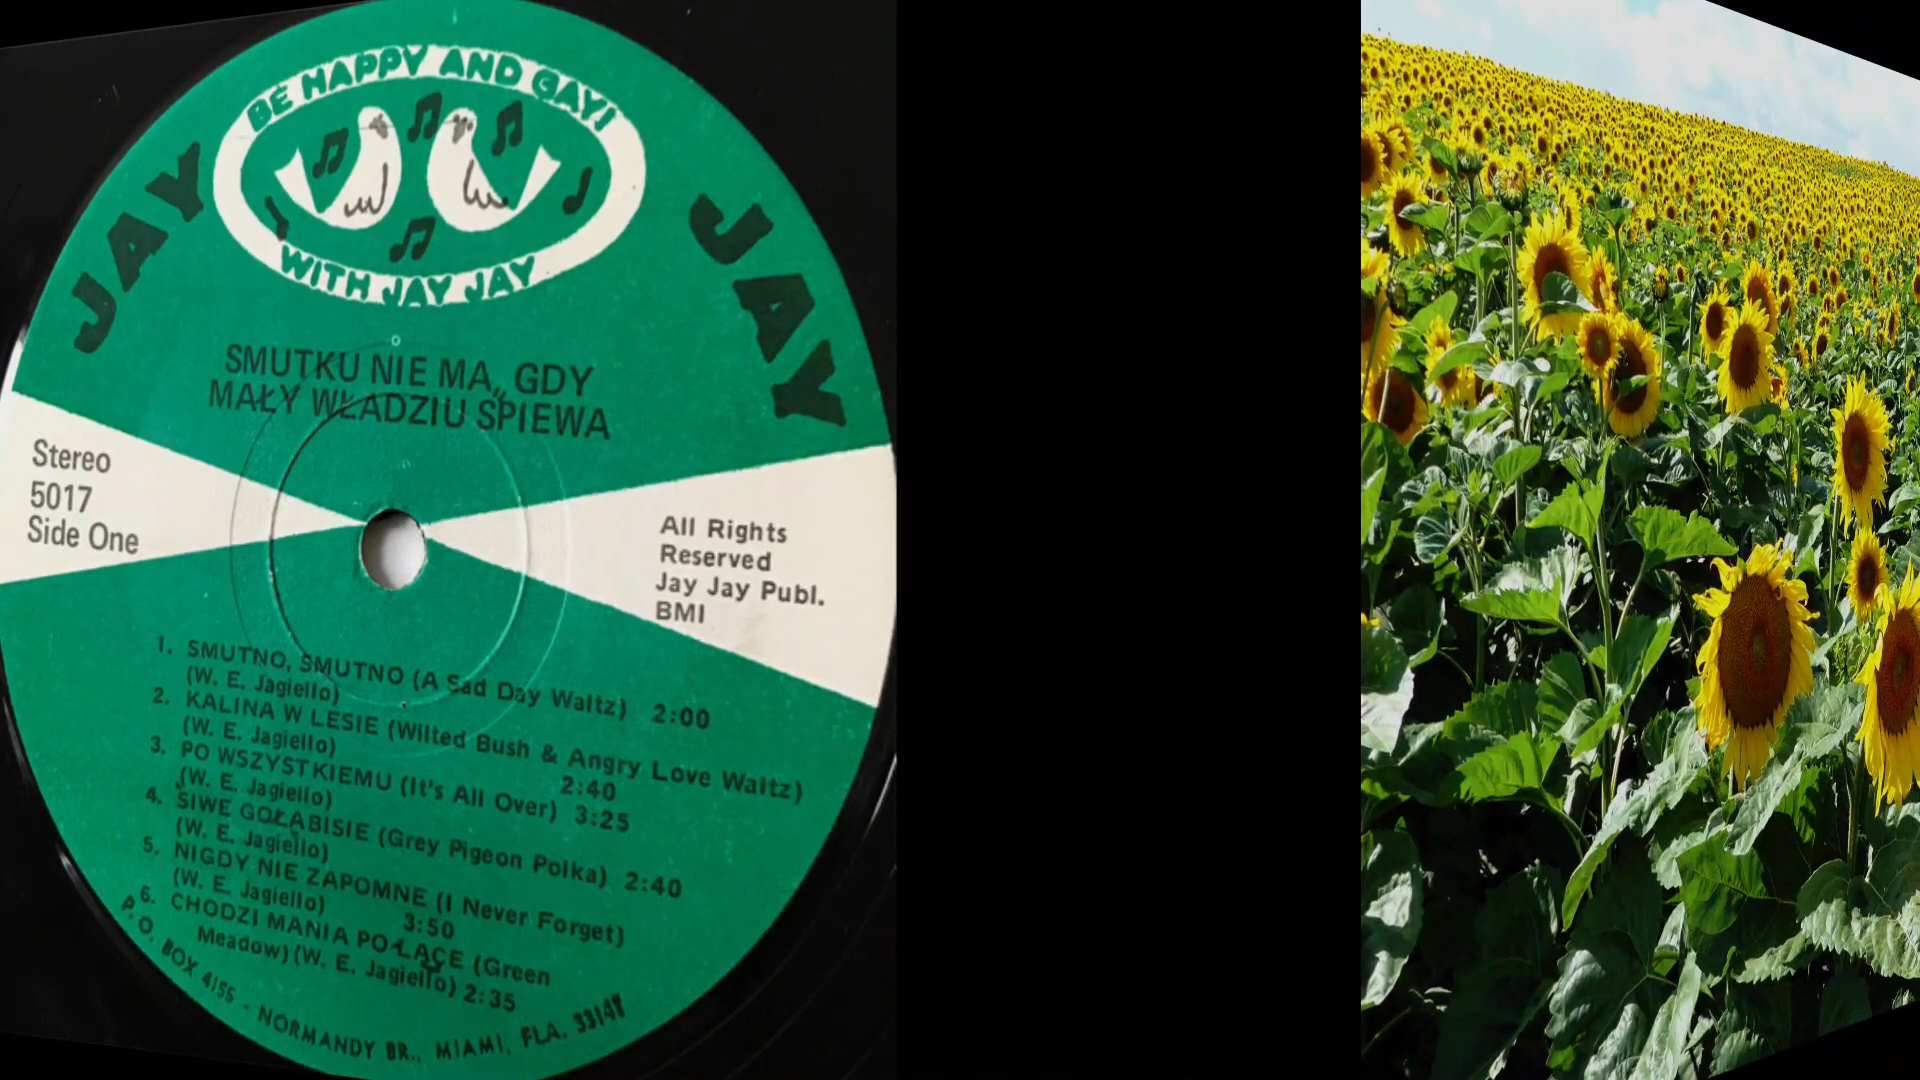 BE HAPPY AND GAY!
WITH JAY JAY
JAY
JAY
SMUTKU NIE MA, GDY
MAŁY WŁADZIU SPIEWA
Stereo
5017
Side One
All Rights
Reserved
Jay Jay Publ.
BMI
1. SMUTNO, SMUTNO (A Sad Day Waltz) 2:00
(W. E. Jagiello)
2. KALINA W LESIE (Wilted Bush & Angry Love Waltz)
(W. E. Jagiello) 2:40
3. PO WSZYSTKIEMU (It's All Over) 3:25
(W. E. Jagiello)
4. SIWE GOŁABISIE (Grey Pigeon Polka) 2:40
(W. E. Jagiello)
5. NIGDY NIE ZAPOMNE (I Never Forget)
(W. E. Jagiello) 3:50
6. CHODZI MANIA PO ŁĄCE (Green
Meadow) (W. E. Jagiello) 2:35
P.O. BOX 4155 - NORMANDY BR., MIAMI, FLA. 33141